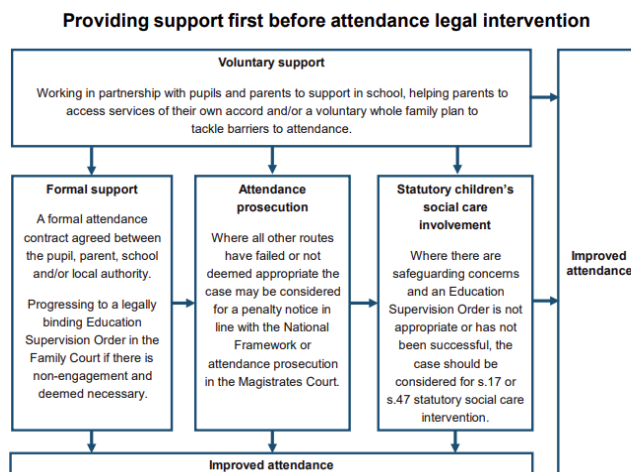 Providing support first before attendance legal intervention
Voluntary support
Working in partnership with pupils and parents to support in school, helping parents to
access services of their own accord and/or a voluntary whole family plan to
tackle barriers to attendance.
Formal support
A formal attendance
contract agreed between
the pupil, parent, school
and/or local authority.
Progressing to a legally
binding Education
Supervision Order in the
Family Court if there is
non-engagement and
deemed necessary.
Attendance
prosecution
Where all other routes
have failed or not
deemed appropriate the
case may be considered
for a penalty notice in
line with the National
Framework or
attendance prosecution
in the Magistrates Court.
Statutory children's
social care
involvement
Where there are
safeguarding concerns
and an Education
Supervision Order is not
appropriate or has not
been successful, the
case should be
considered for s.17 or
s.47 statutory social care
intervention.
Improved
attendance
Improved attendance